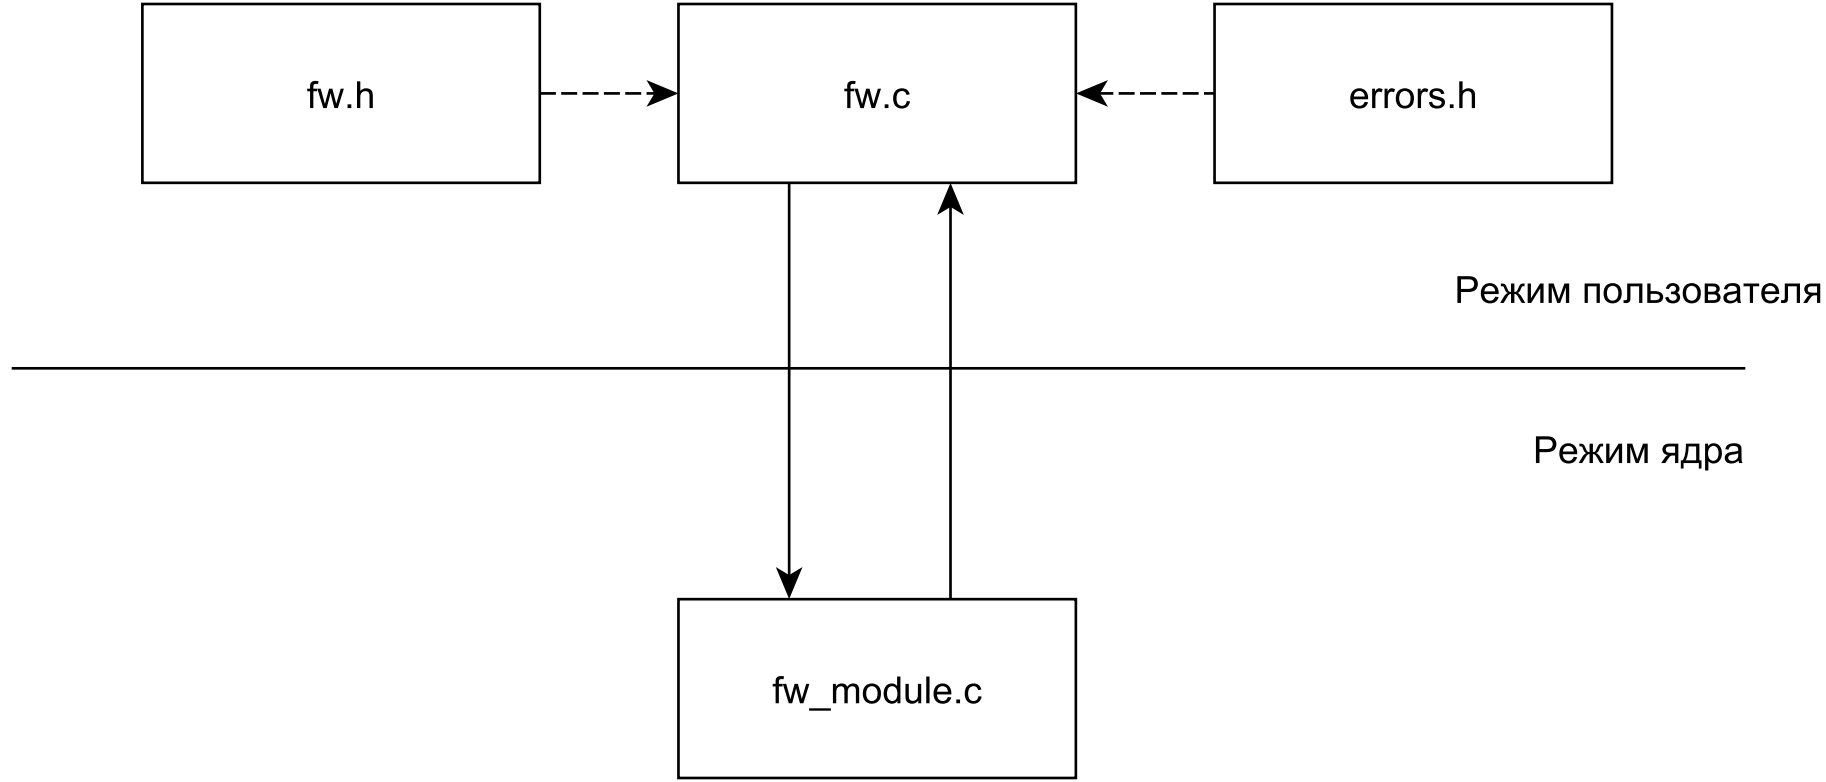 fw.h
fw.c
errors.h
Режим пользователя
Режим ядра
fw_module.c